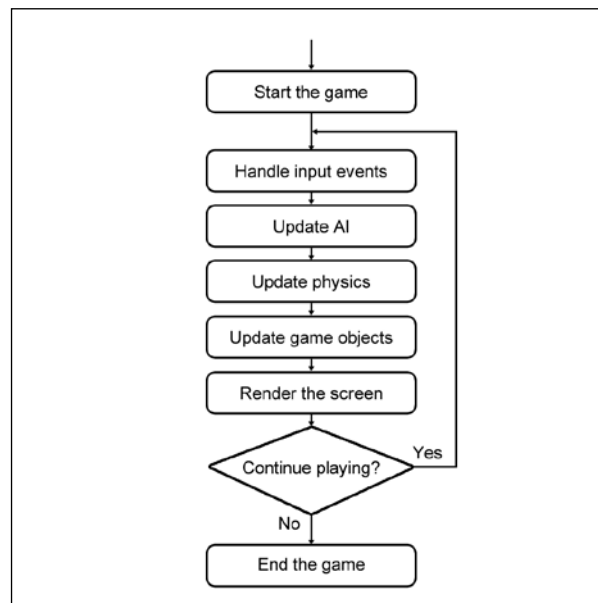 Start the game
Handle input events
Update AI
Update physics
Update game objects
Render the screen
Continue playing?
Yes
No
End the game